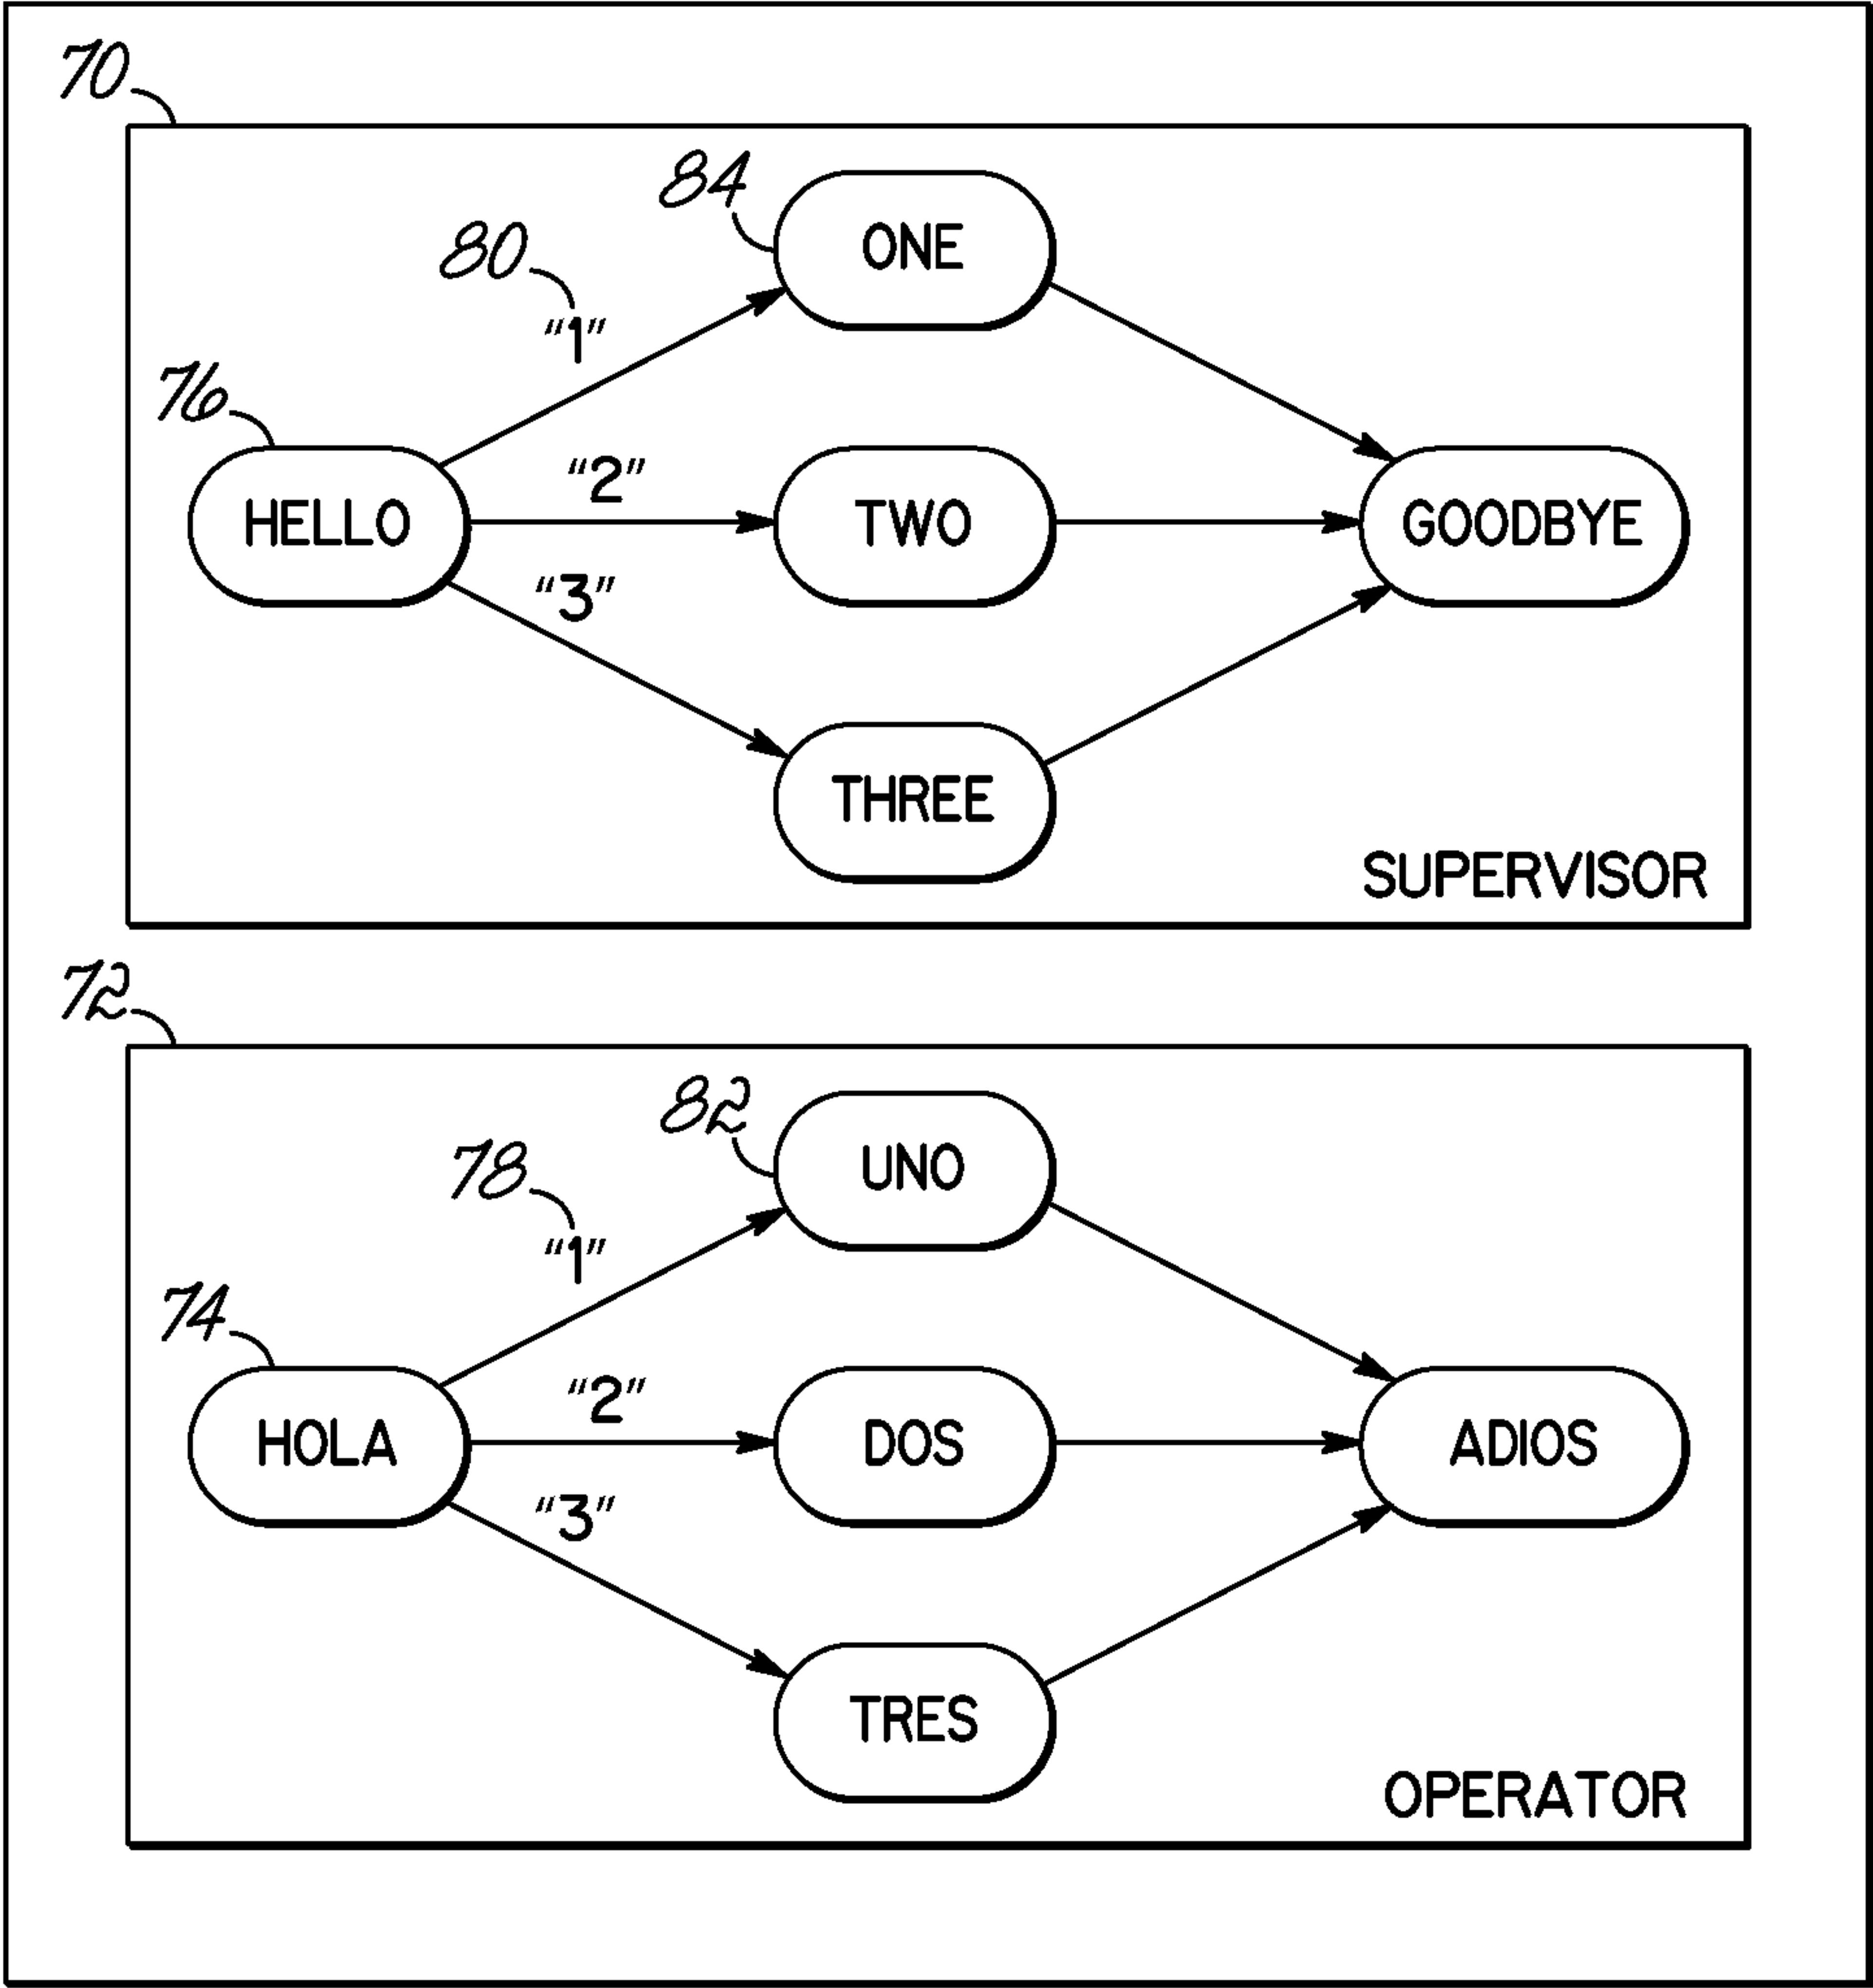 70
84
ONE
80
“1”
76
“2”
HELLO
TWO
GOODBYE
“3”
THREE
SUPERVISOR
72
82
UNO
78
“1”
74
“2”
HOLA
DOS
ADIOS
“3”
TRES
OPERATOR